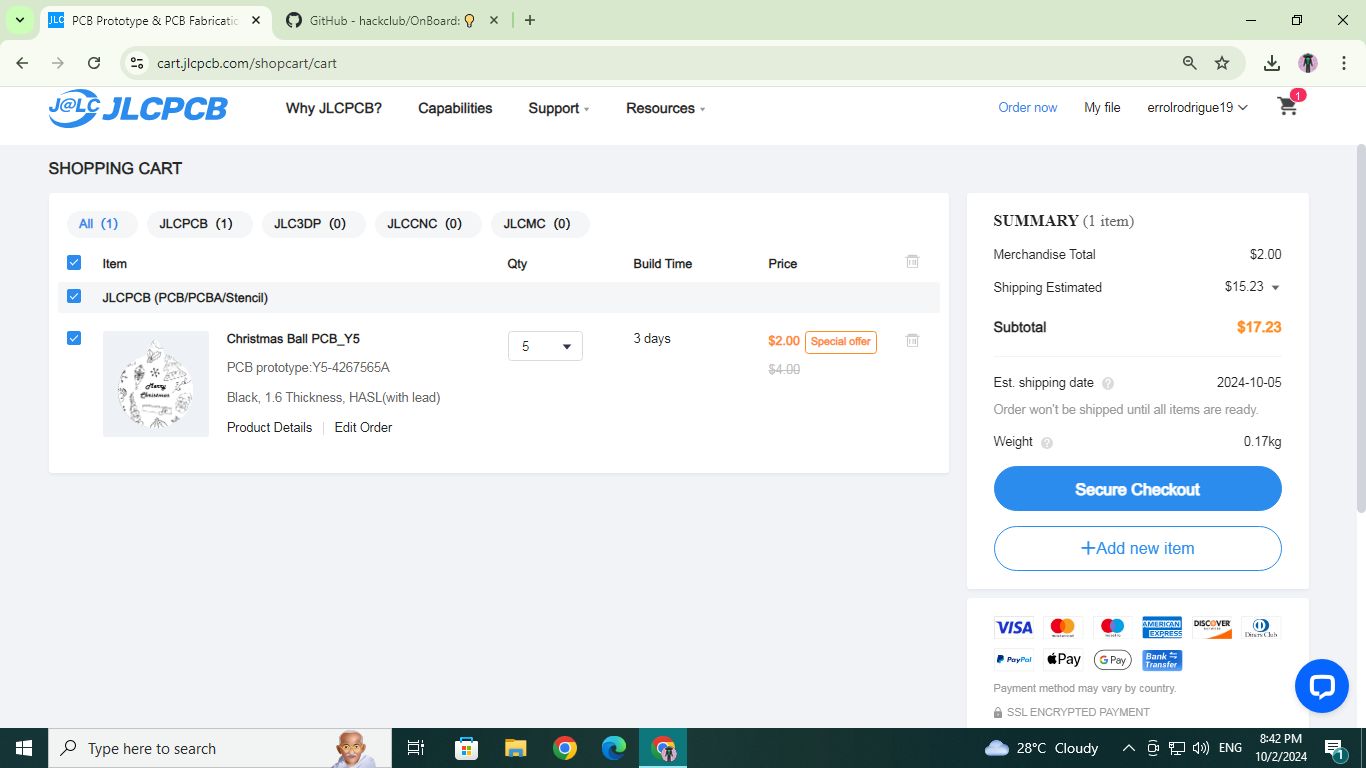 JLC PCB Prototype & PCB Fabricatio
GitHub - hackclub/OnBoard:
cart.jlcpcb.com/shopcart/cart
J@LC JLCPCB
Why JLCPCB?
Capabilities
Support
Resources
Order now
My file
errolrodrigue19
1
SHOPPING CART
All (1)
JLCPCB (1)
JLC3DP (0)
JLCCNC (0)
JLCMC (0)
Item
Qty
Build Time
Price
JLCPCB (PCB/PCBA/Stencil)
Merry
Christmas
Christmas Ball PCB_Y5
PCB prototype:Y5-4267565A
Black, 1.6 Thickness, HASL(with lead)
Product Details
Edit Order
5
3 days
$2.00 Special offer
$4.00
SUMMARY (1 item)
Merchandise Total $2.00
Shipping Estimated $15.23
Subtotal $17.23
Est. shipping date ? 2024-10-05
Order won't be shipped until all items are ready.
Weight ? 0.17kg
Secure Checkout
+Add new item
VISA
AMERICAN EXPRESS
DISCOVER
Diners Club
PayPal
Pay
G Pay
Bank Transfer
Payment method may vary by country.
SSL ENCRYPTED PAYMENT
Type here to search
28°C Cloudy
ENG
8:42 PM
10/2/2024
1